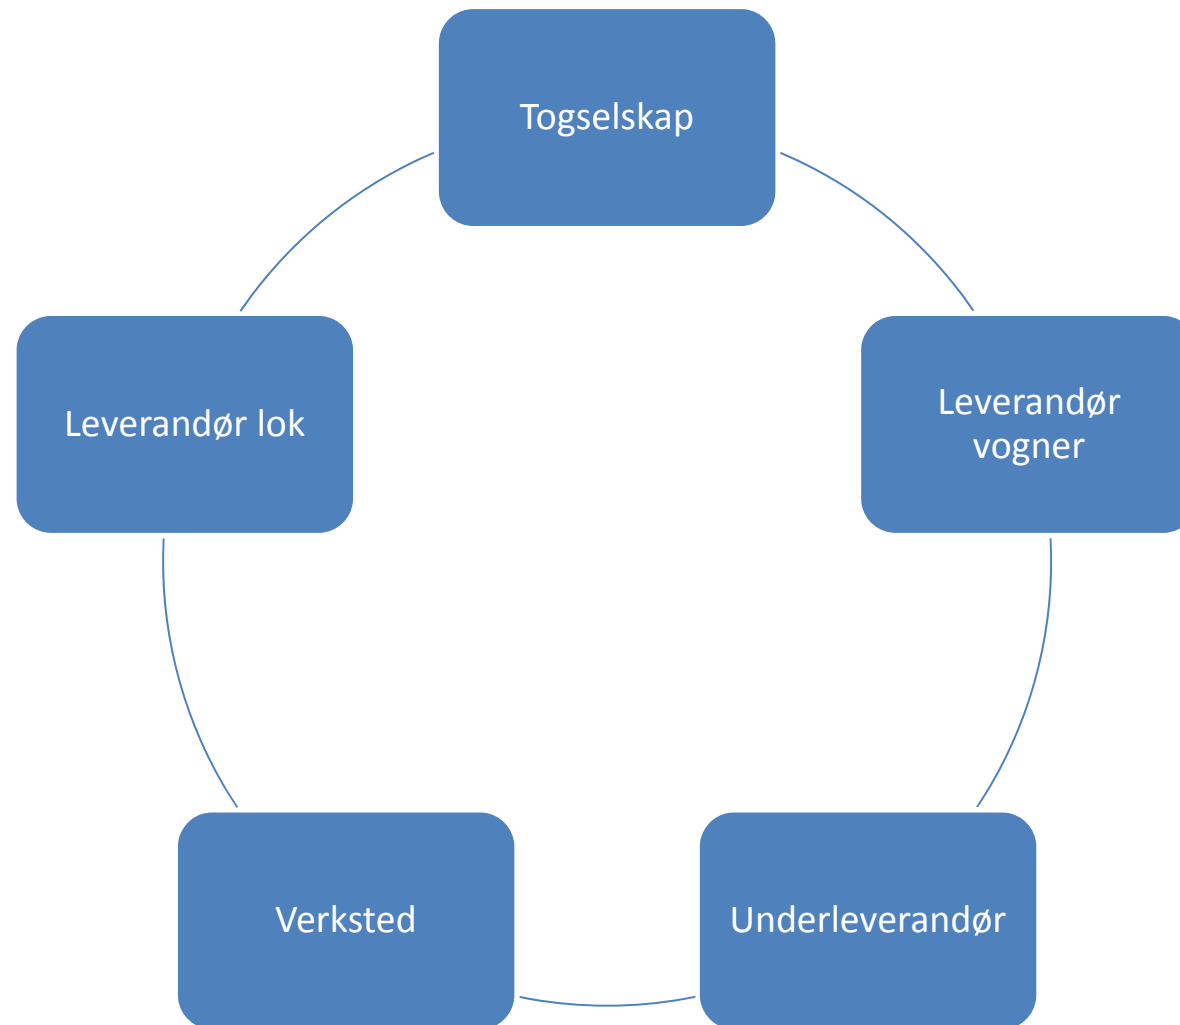 Togselskap
Leverandør
vogner
Underleverandør
Verksted
Leverandør lok